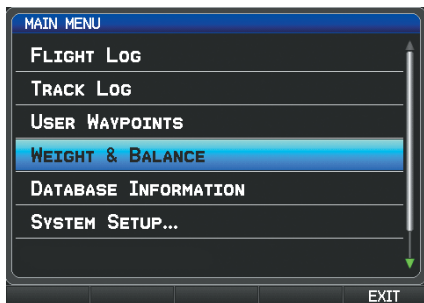 MAIN MENU
FLIGHT LOG
TRACK LOG
USER WAYPOINTS
WEIGHT & BALANCE
DATABASE INFORMATION
SYSTEM SETUP...
EXIT